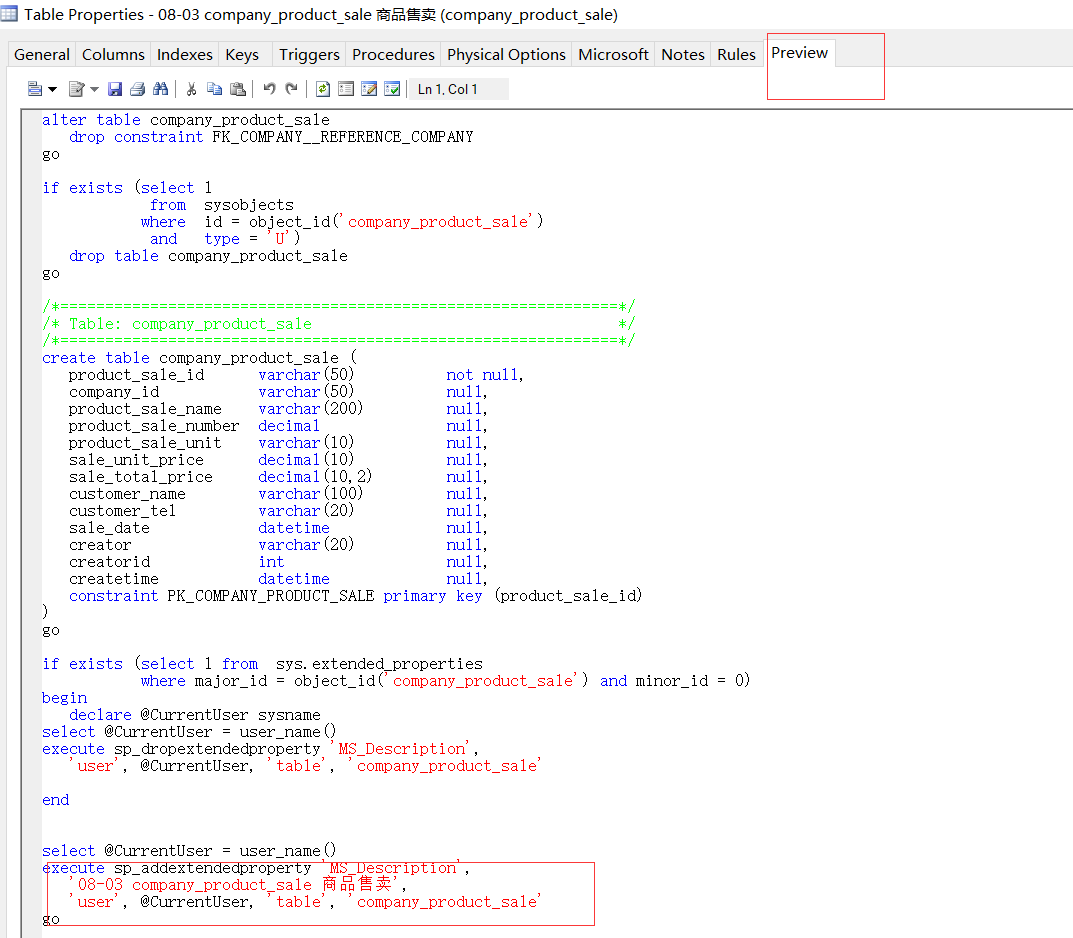 Table Properties - 08-03 company_product_sale 商品售卖 (company_product_sale)
General Columns Indexes Keys Triggers Procedures Physical Options Microsoft Notes Rules Preview
Ln 1, Col 1
alter table company_product_sale
   drop constraint FK_COMPANY__REFERENCE_COMPANY
go
if exists (select 1
            from  sysobjects
           where  id = object_id('company_product_sale')
            and   type = 'U')
   drop table company_product_sale
go
/*==============================================================*/
/* Table: company_product_sale                                  */
/*==============================================================*/
create table company_product_sale (
   product_sale_id      varchar(50)          not null,
   company_id           varchar(50)          null,
   product_sale_name    varchar(200)         null,
   product_sale_number  decimal              null,
   product_sale_unit    varchar(10)          null,
   sale_unit_price      decimal(10)          null,
   sale_total_price     decimal(10,2)        null,
   customer_name        varchar(100)         null,
   customer_tel         varchar(20)          null,
   sale_date            datetime             null,
   creator              varchar(20)          null,
   creatorid            int                  null,
   createtime           datetime             null,
   constraint PK_COMPANY_PRODUCT_SALE primary key (product_sale_id)
)
go
if exists (select 1 from  sys.extended_properties
           where major_id = object_id('company_product_sale') and minor_id = 0)
begin
   declare @CurrentUser sysname
select @CurrentUser = user_name()
execute sp_dropextendedproperty 'MS_Description',
   'user', @CurrentUser, 'table', 'company_product_sale'
end
select @CurrentUser = user_name()
execute sp_addextendedproperty 'MS_Description',
   '08-03 company_product_sale 商品售卖',
   'user', @CurrentUser, 'table', 'company_product_sale'
go